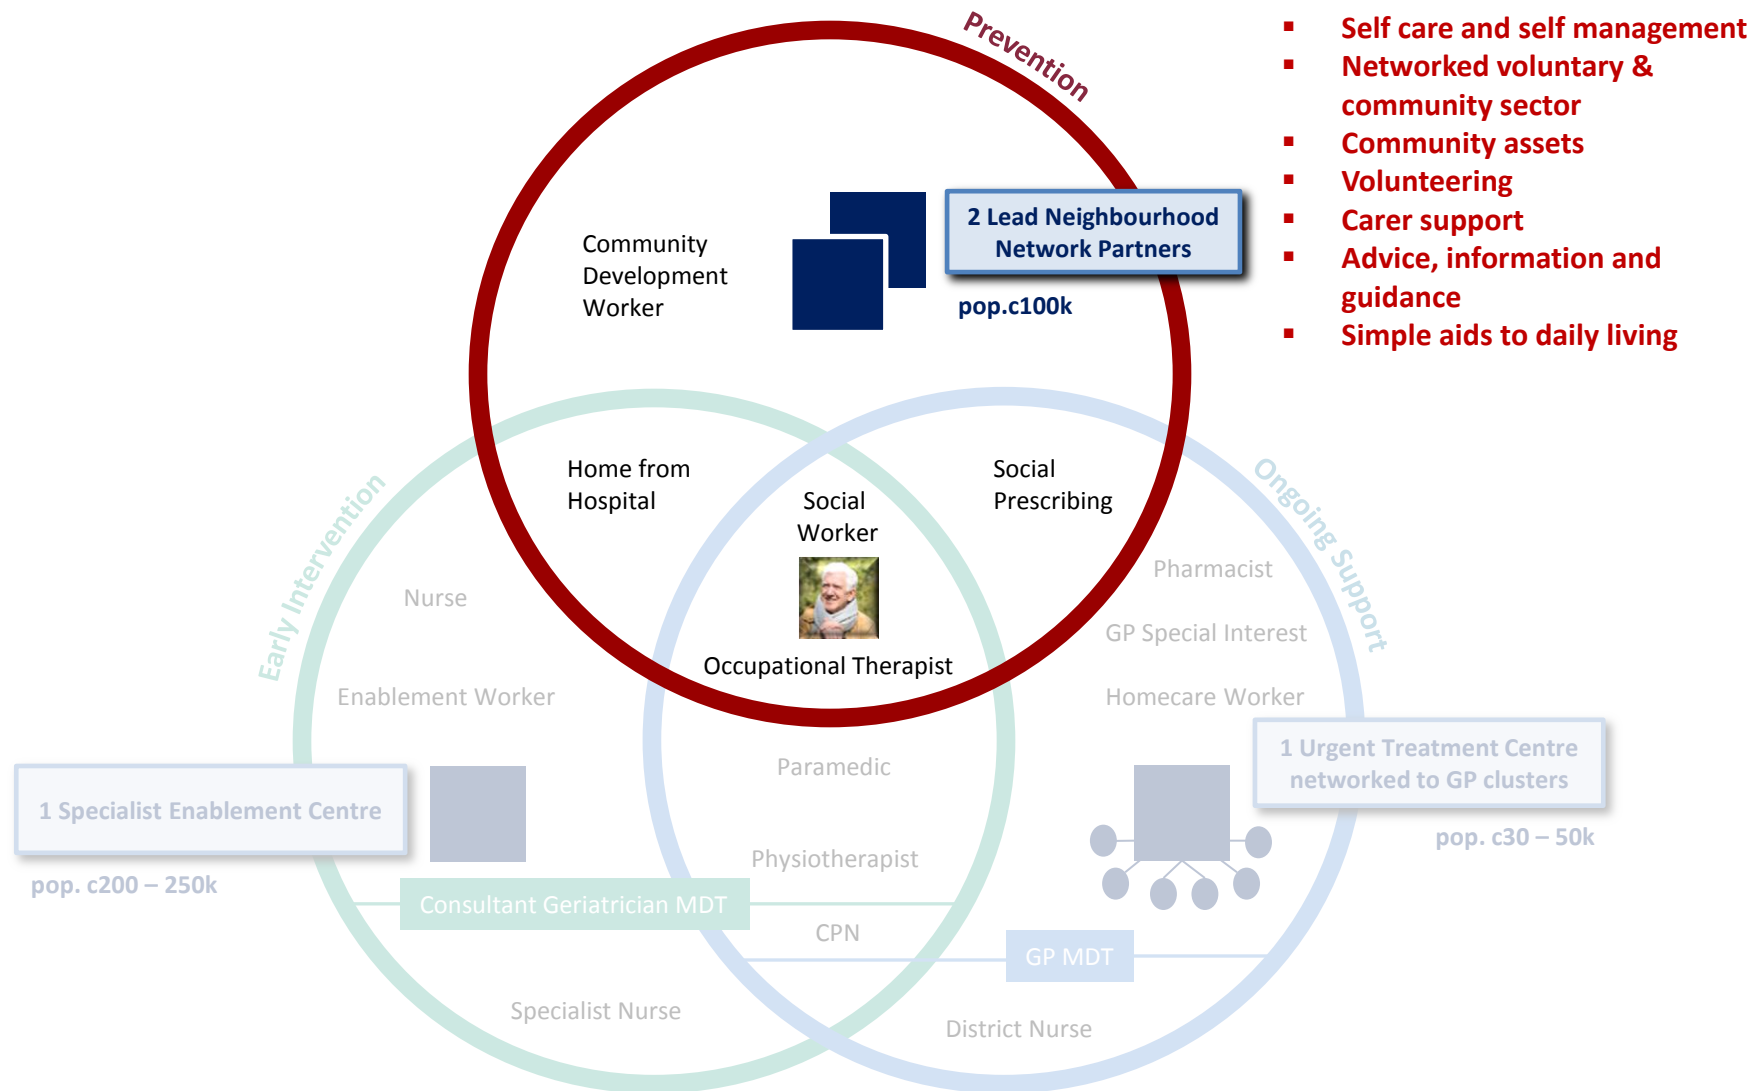 Prevention
▪ Self care and self management
▪ Networked voluntary &
community sector
▪ Community assets
▪ Volunteering
▪ Carer support
▪ Advice, information and
guidance
▪ Simple aids to daily living
2 Lead Neighbourhood
Network Partners
pop.c100k
Community
Development
Worker
Home from
Hospital
Social
Worker
Social
Prescribing
Occupational Therapist
Early Intervention
Nurse
Enablement Worker
1 Specialist Enablement Centre
pop. c200 – 250k
Consultant Geriatrician MDT
Specialist Nurse
Paramedic
Physiotherapist
CPN
Ongoing Support
Pharmacist
GP Special Interest
Homecare Worker
1 Urgent Treatment Centre
networked to GP clusters
pop. c30 – 50k
GP MDT
District Nurse